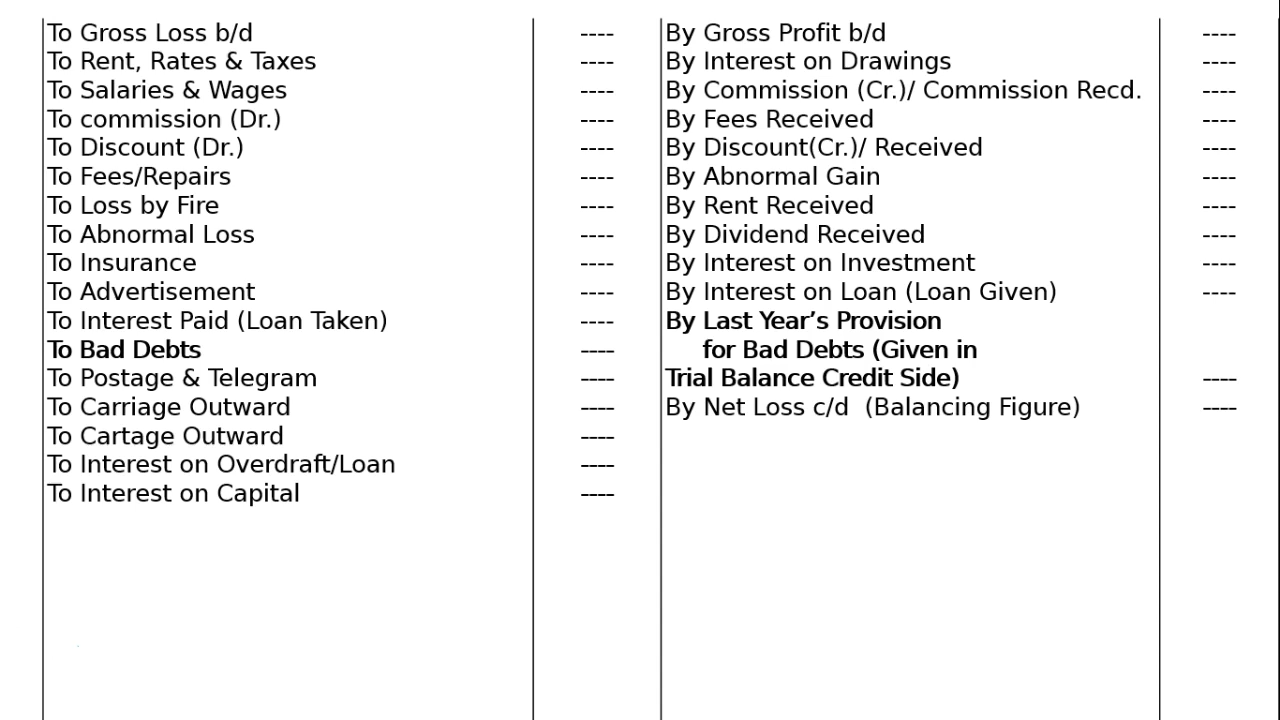 To Gross Loss b/d ---- By Gross Profit b/d ----
To Rent, Rates & Taxes ---- By Interest on Drawings ----
To Salaries & Wages ---- By Commission (Cr.)/ Commission Recd. ----
To commission (Dr.) ---- By Fees Received ----
To Discount (Dr.) ---- By Discount(Cr.)/ Received ----
To Fees/Repairs ---- By Abnormal Gain ----
To Loss by Fire ---- By Rent Received ----
To Abnormal Loss ---- By Dividend Received ----
To Insurance ---- By Interest on Investment ----
To Advertisement ---- By Interest on Loan (Loan Given) ----
To Interest Paid (Loan Taken) ---- By Last Year’s Provision
To Bad Debts ---- for Bad Debts (Given in
To Postage & Telegram ---- Trial Balance Credit Side) ----
To Carriage Outward ---- By Net Loss c/d (Balancing Figure) ----
To Cartage Outward ----
To Interest on Overdraft/Loan ----
To Interest on Capital ----